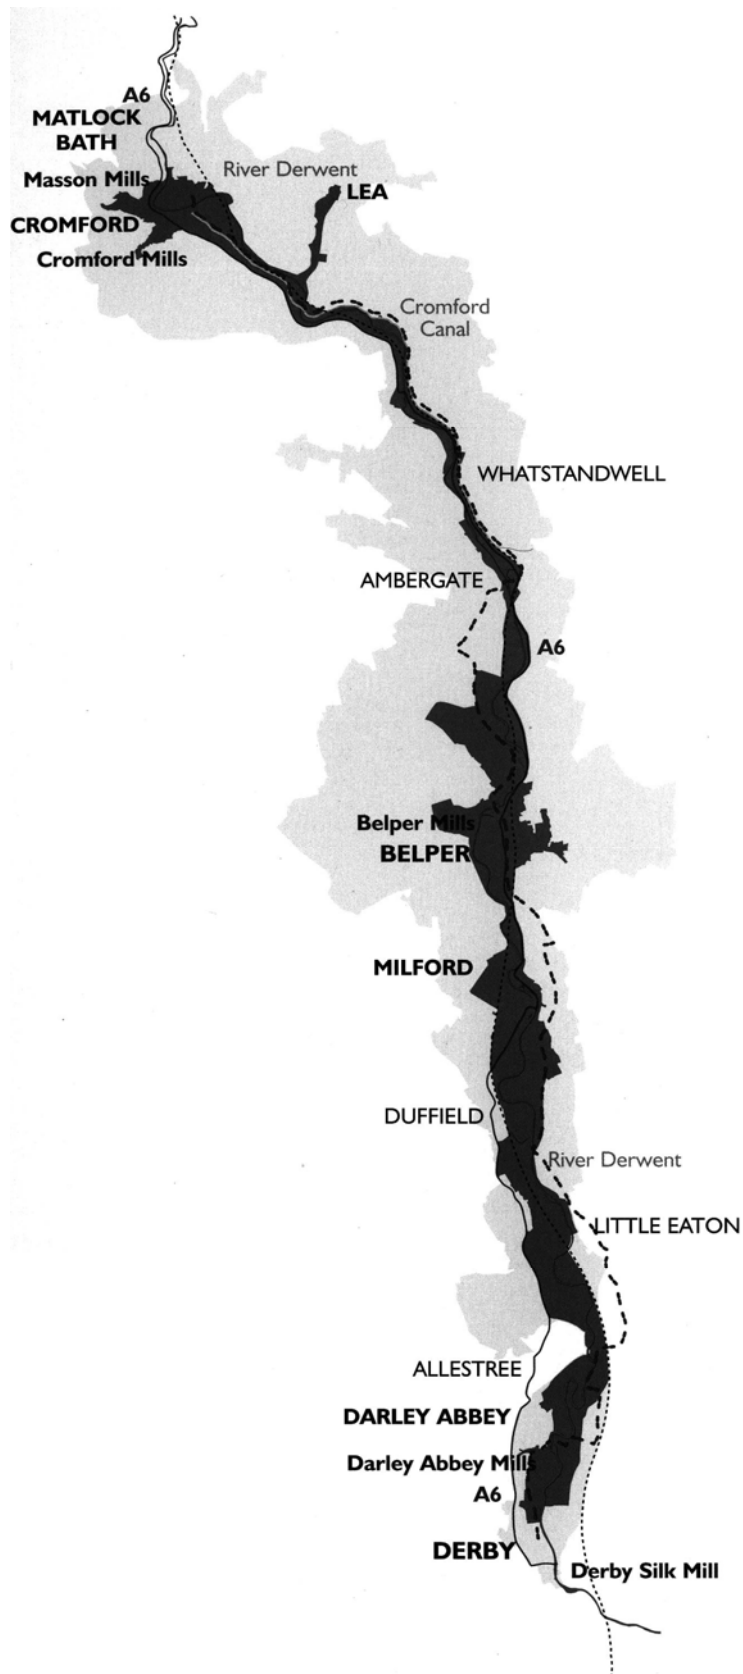 A6
MATLOCK
BATH
Masson Mills
River Derwent
LEA
CROMFORD
Cromford Mills
Cromford
Canal
WHATSTANDWELL
AMBERGATE
A6
Belper Mills
BELPER
MILFORD
DUFFIELD
River Derwent
LITTLE EATON
ALLESTREE
DARLEY ABBEY
Darley Abbey Mills
A6
DERBY
Derby Silk Mill